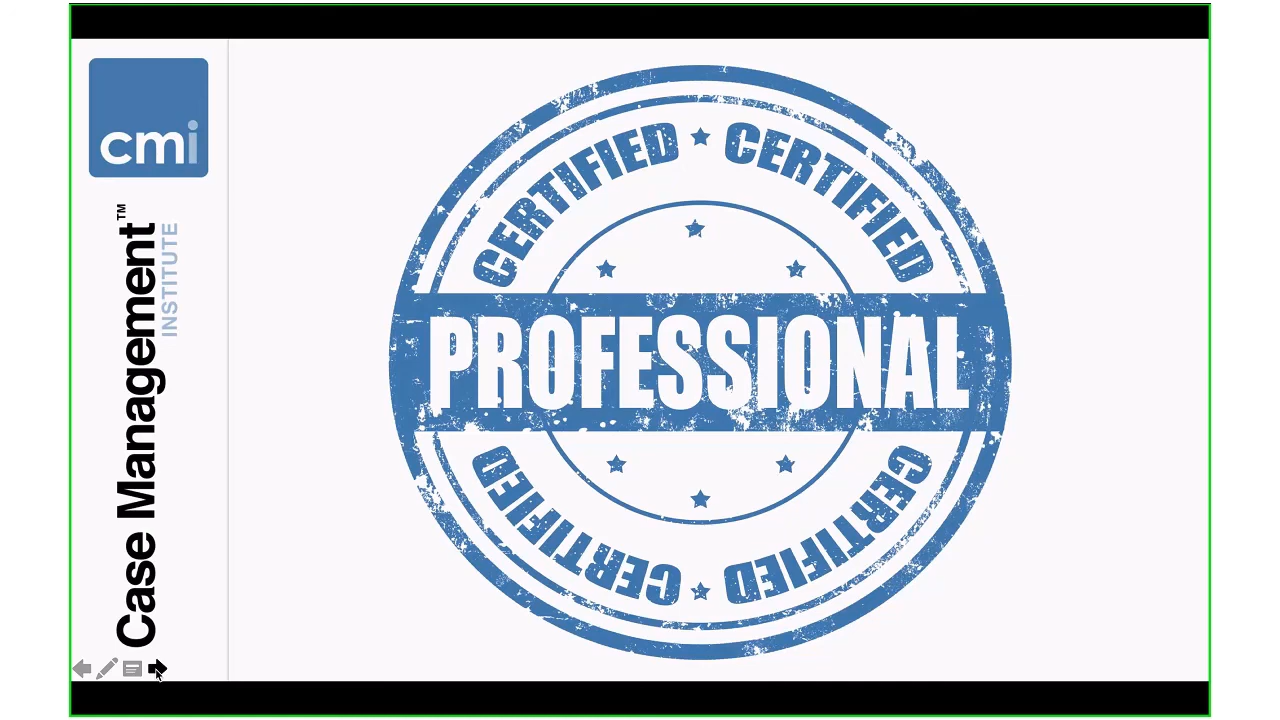 cmi
Case Management™
INSTITUTE
CERTIFIED ★ CERTIFIED
PROFESSIONAL
CERTIFIED ★ CERTIFIED